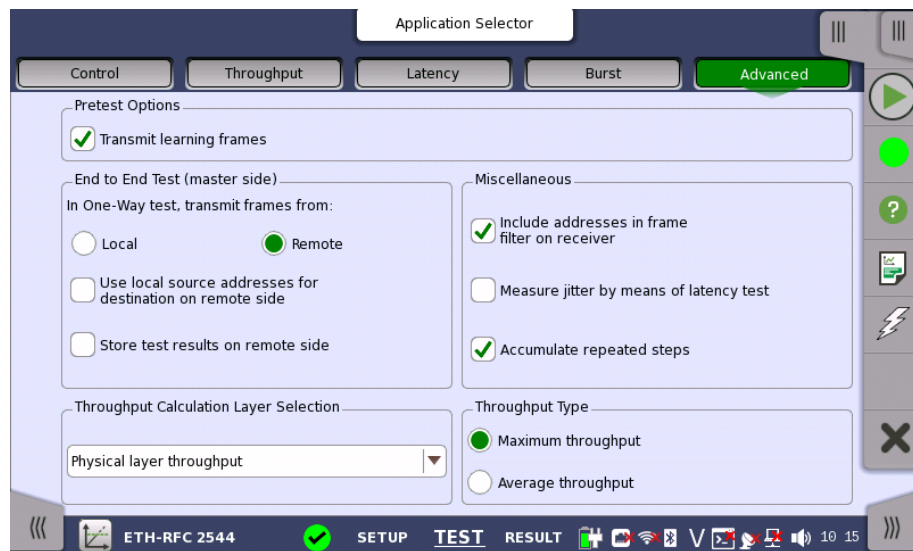 Application Selector
Control
Throughput
Latency
Burst
Advanced
Pretest Options
Transmit learning frames
End to End Test (master side)
In One-Way test, transmit frames from:
Local
Remote
Use local source addresses for
destination on remote side
Store test results on remote side
Miscellaneous
Include addresses in frame
filter on receiver
Measure jitter by means of latency test
Accumulate repeated steps
Throughput Calculation Layer Selection
Physical layer throughput
Throughput Type
Maximum throughput
Average throughput
ETH-RFC 2544
SETUP
TEST
RESULT
V
10 15